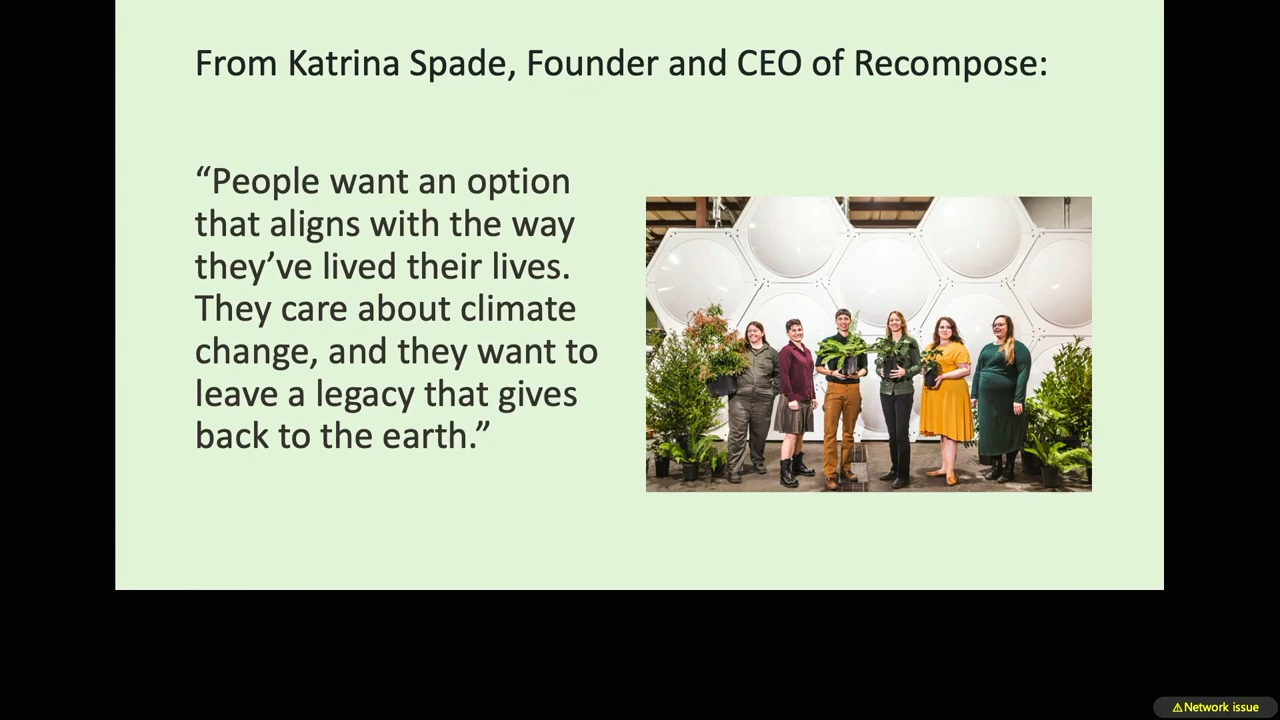 From Katrina Spade, Founder and CEO of Recompose:
“People want an option
that aligns with the way
they’ve lived their lives.
They care about climate
change, and they want to
leave a legacy that gives
back to the earth.”
⚠Network issue